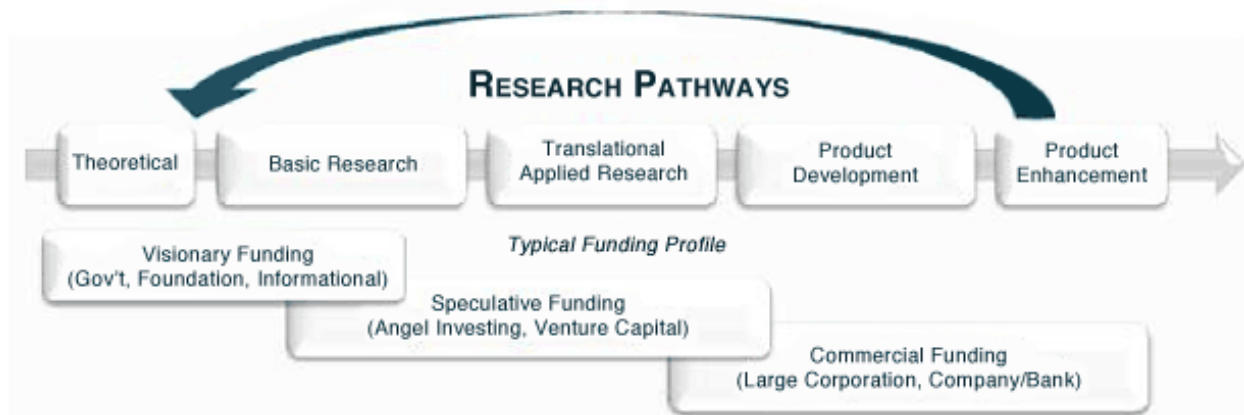 RESEARCH PATHWAYS
Theoretical
Basic Research
Translational
Applied Research
Product
Development
Product
Enhancement
Typical Funding Profile
Visionary Funding
(Gov't, Foundation, Informational)
Speculative Funding
(Angel Investing, Venture Capital)
Commercial Funding
(Large Corporation, Company/Bank)